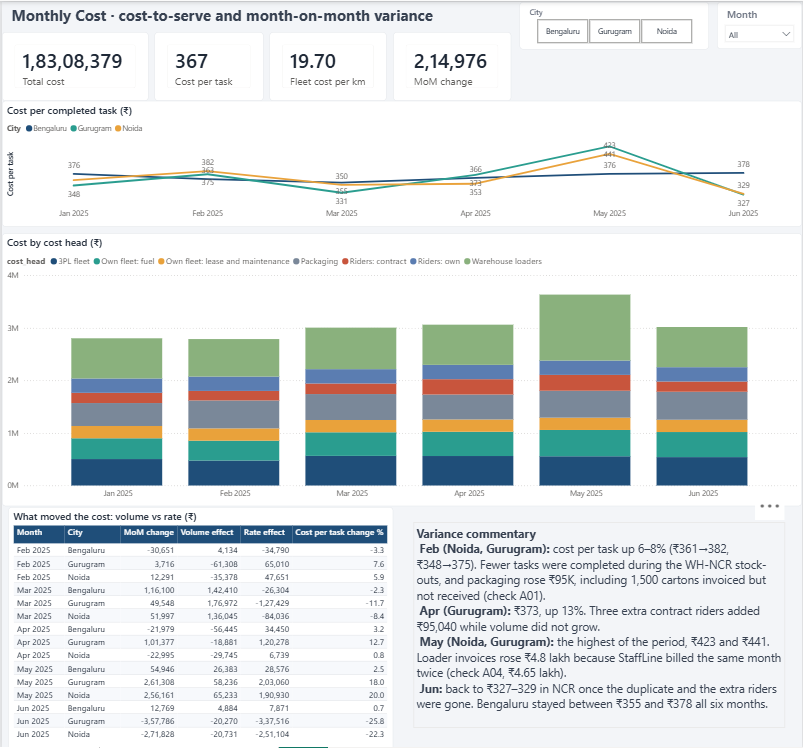 Monthly Cost · cost-to-serve and month-on-month variance
City
Bengaluru
Gurugram
Noida
Month
All
1,83,08,379
Total cost
367
Cost per task
19.70
Fleet cost per km
2,14,976
MoM change
Cost per completed task (₹)
City Bengaluru Gurugram Noida
Cost per task
376
348
382
363
375
350
355
331
366
373
353
423
441
376
378
329
327
Jan 2025 Feb 2025 Mar 2025 Apr 2025 May 2025 Jun 2025
Cost by cost head (₹)
cost_head 3PL fleet Own fleet: fuel Own fleet: lease and maintenance Packaging Riders: contract Riders: own Warehouse loaders
4M
3M
2M
1M
0M
Jan 2025 Feb 2025 Mar 2025 Apr 2025 May 2025 Jun 2025
What moved the cost: volume vs rate (₹)
Month City MoM change Volume effect Rate effect Cost per task change %
Feb 2025 Bengaluru -30,651 4,134 -34,790 -3.3
Feb 2025 Gurugram 3,716 -61,308 65,010 7.6
Feb 2025 Noida 12,291 -35,378 47,651 5.9
Mar 2025 Bengaluru 1,16,100 1,42,410 -26,304 -2.3
Mar 2025 Gurugram 49,548 1,76,972 -1,27,429 -11.7
Mar 2025 Noida 51,997 1,36,045 -84,036 -8.4
Apr 2025 Bengaluru -21,979 -56,445 34,450 3.2
Apr 2025 Gurugram 1,01,377 -18,881 1,20,278 12.7
Apr 2025 Noida -22,995 -29,745 6,739 0.8
May 2025 Bengaluru 54,946 26,383 28,576 2.5
May 2025 Gurugram 2,61,308 58,236 2,03,060 18.0
May 2025 Noida 2,56,161 65,233 1,90,930 20.0
Jun 2025 Bengaluru 12,769 4,884 7,871 0.7
Jun 2025 Gurugram -3,57,786 -20,270 -3,37,516 -25.8
Jun 2025 Noida -2,71,828 -20,731 -2,51,104 -22.3
Variance commentary
Feb (Noida, Gurugram): cost per task up 6–8% (₹361→382,
₹348→375). Fewer tasks were completed during the WH-NCR stock-
outs, and packaging rose ₹95K, including 1,500 cartons invoiced but
not received (check A01).
Apr (Gurugram): ₹373, up 13%. Three extra contract riders added
₹95,040 while volume did not grow.
May (Noida, Gurugram): the highest of the period, ₹423 and ₹441.
Loader invoices rose ₹4.8 lakh because StaffLine billed the same month
twice (check A04, ₹4.65 lakh).
Jun: back to ₹327–329 in NCR once the duplicate and the extra riders
were gone. Bengaluru stayed between ₹355 and ₹378 all six months.